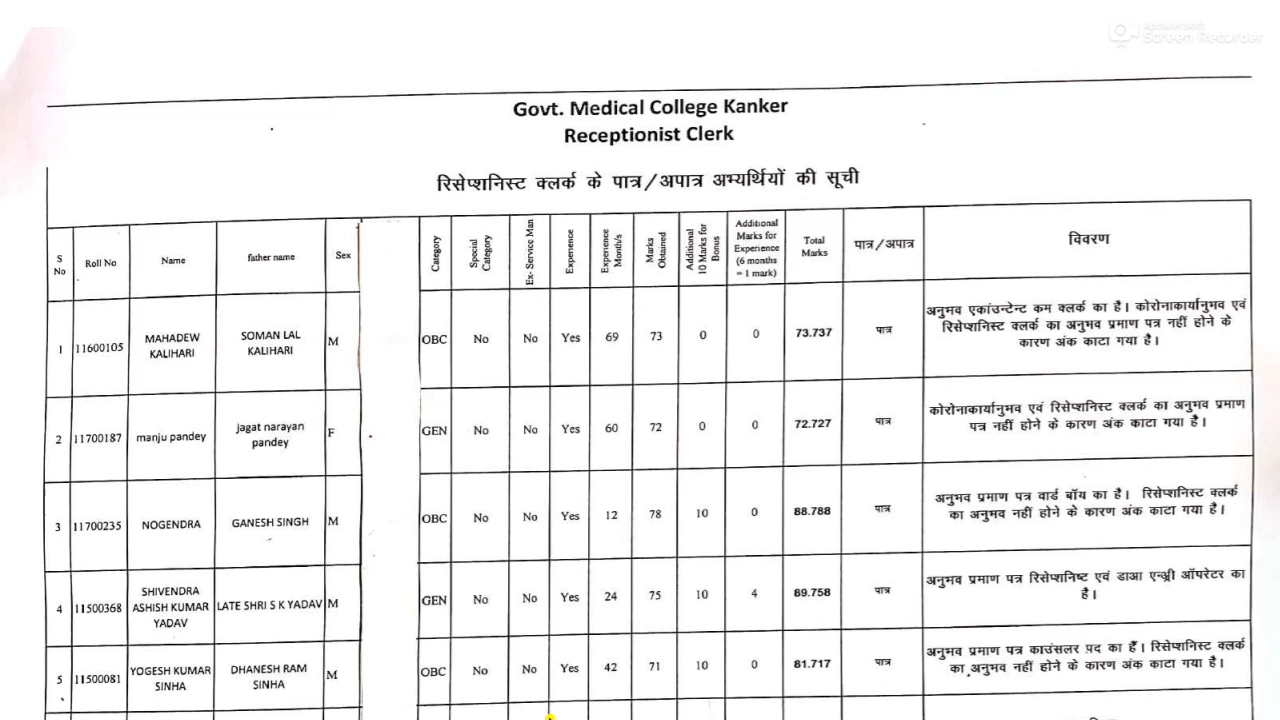 Apowersoft
Screen Recorder
Govt. Medical College Kanker
Receptionist Clerk
रिसेप्शनिस्ट क्लर्क के पात्र/अपात्र अभ्यर्थियों की सूची
S No | Roll No | Name | father name | Sex | Category | Special Category | Ex- Service Man | Experience | Experience Month/s | Marks Obtained | Additional 10 Marks for Bonus | Additional Marks for Experience (6 months = 1 mark) | Total Marks | पात्र/अपात्र | विवरण
1 | 11600105 | MAHADEW KALIHARI | SOMAN LAL KALIHARI | M | OBC | No | No | Yes | 69 | 73 | 0 | 0 | 73.737 | पात्र | अनुभव एकांउन्टेन्ट कम क्लर्क का है। कोरोनाकार्यानुभव एवं रिसेप्शनिस्ट क्लर्क का अनुभव प्रमाण पत्र नहीं होने के कारण अंक काटा गया है।
2 | 11700187 | manju pandey | jagat narayan pandey | F | GEN | No | No | Yes | 60 | 72 | 0 | 0 | 72.727 | पात्र | कोरोनाकार्यानुभव एवं रिसेप्शनिस्ट क्लर्क का अनुभव प्रमाण पत्र नहीं होने के कारण अंक काटा गया है।
3 | 11700235 | NOGENDRA | GANESH SINGH | M | OBC | No | No | Yes | 12 | 78 | 10 | 0 | 88.788 | पात्र | अनुभव प्रमाण पत्र वार्ड बॉय का है। रिसेप्शनिस्ट क्लर्क का अनुभव नहीं होने के कारण अंक काटा गया है।
4 | 11500368 | SHIVENDRA ASHISH KUMAR YADAV | LATE SHRI S K YADAV | M | GEN | No | No | Yes | 24 | 75 | 10 | 4 | 89.758 | पात्र | अनुभव प्रमाण पत्र रिसेप्शनिष्ट एवं डाआ एन्ट्री ऑपरेटर का है।
5 | 11500081 | YOGESH KUMAR SINHA | DHANESH RAM SINHA | M | OBC | No | No | Yes | 42 | 71 | 10 | 0 | 81.717 | पात्र | अनुभव प्रमाण पत्र काउंसलर पद का हैं। रिसेप्शनिस्ट क्लर्क का अनुभव नहीं होने के कारण अंक काटा गया है।